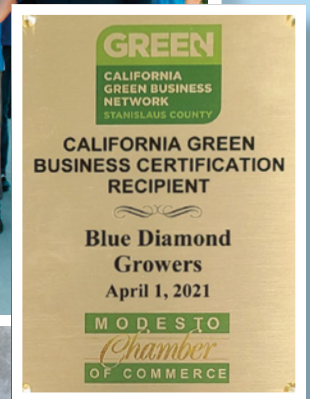 GREEN
CALIFORNIA
GREEN BUSINESS
NETWORK
STANISLAUS COUNTY
CALIFORNIA GREEN
BUSINESS CERTIFICATION
RECIPIENT
Blue Diamond
Growers
April 1, 2021
MODESTO
Chamber
OF COMMERCE